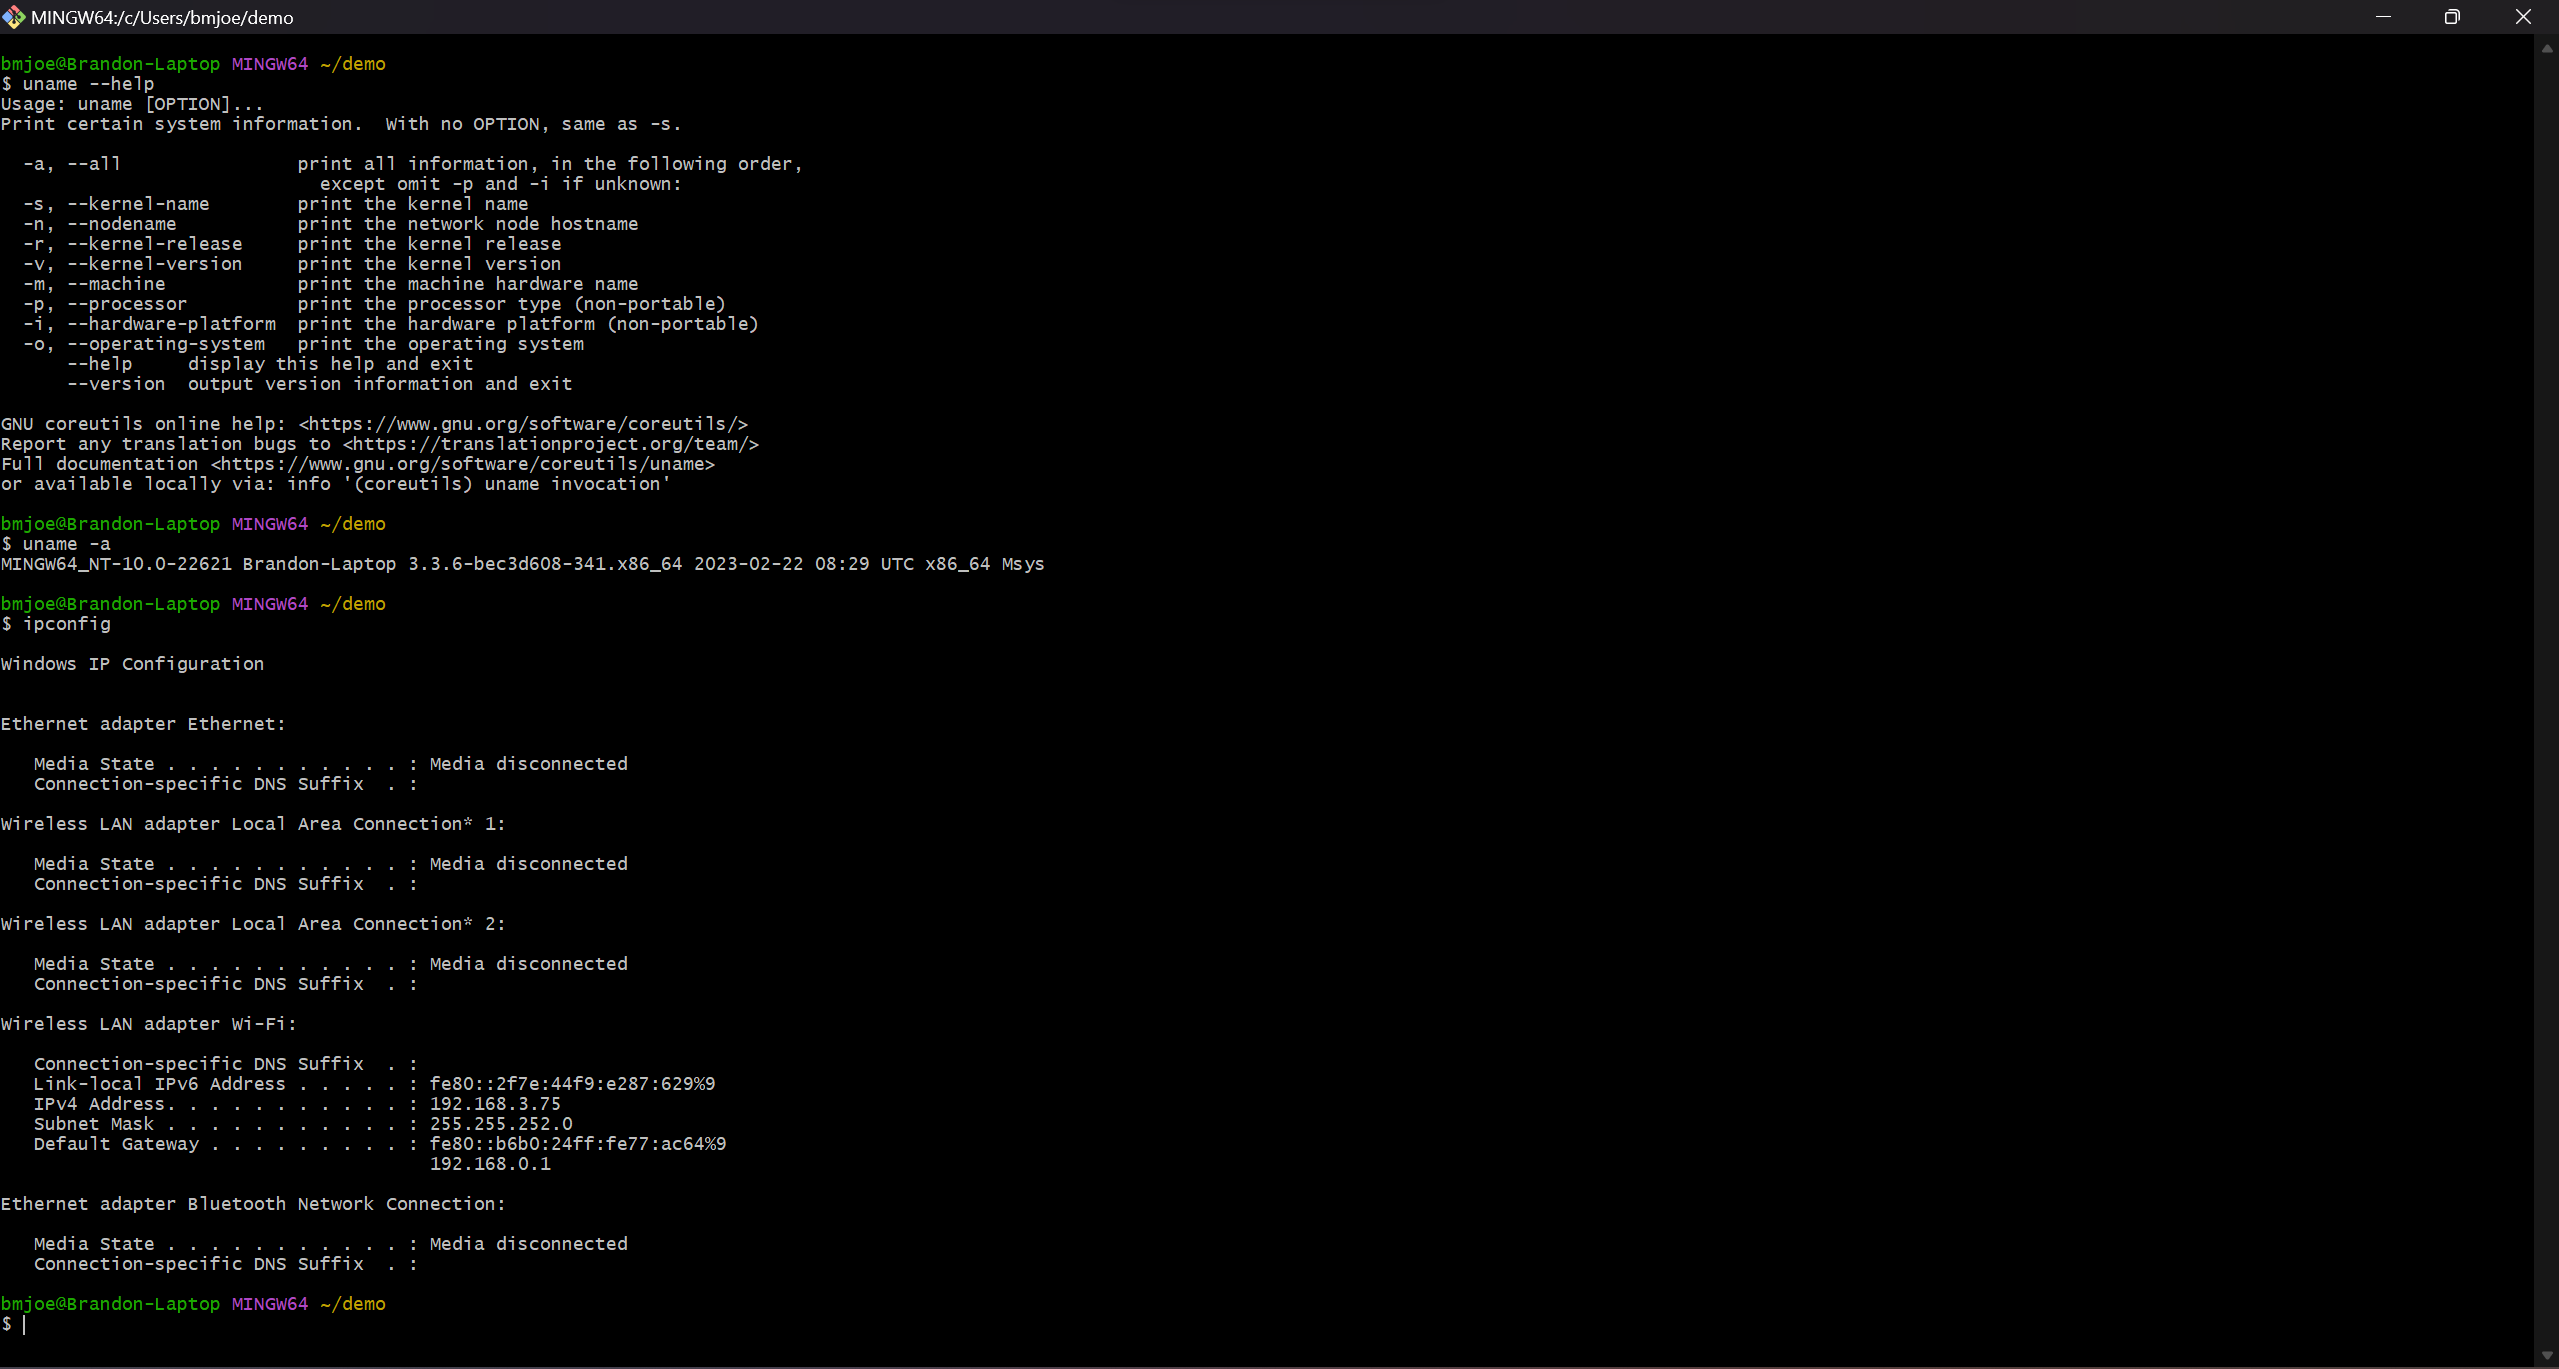 MINGW64:/c/Users/bmjoe/demo
bmjoe@Brandon-Laptop MINGW64 ~/demo
$ uname --help
Usage: uname [OPTION]...
Print certain system information.  With no OPTION, same as -s.
  -a, --all                print all information, in the following order,
                             except omit -p and -i if unknown:
  -s, --kernel-name        print the kernel name
  -n, --nodename           print the network node hostname
  -r, --kernel-release     print the kernel release
  -v, --kernel-version     print the kernel version
  -m, --machine            print the machine hardware name
  -p, --processor          print the processor type (non-portable)
  -i, --hardware-platform  print the hardware platform (non-portable)
  -o, --operating-system   print the operating system
      --help     display this help and exit
      --version  output version information and exit
GNU coreutils online help: <https://www.gnu.org/software/coreutils/>
Report any translation bugs to <https://translationproject.org/team/>
Full documentation <https://www.gnu.org/software/coreutils/uname>
or available locally via: info '(coreutils) uname invocation'
bmjoe@Brandon-Laptop MINGW64 ~/demo
$ uname -a
MINGW64_NT-10.0-22621 Brandon-Laptop 3.3.6-bec3d608-341.x86_64 2023-02-22 08:29 UTC x86_64 Msys
bmjoe@Brandon-Laptop MINGW64 ~/demo
$ ipconfig
Windows IP Configuration
Ethernet adapter Ethernet:
   Media State . . . . . . . . . . . : Media disconnected
   Connection-specific DNS Suffix  . :
Wireless LAN adapter Local Area Connection* 1:
   Media State . . . . . . . . . . . : Media disconnected
   Connection-specific DNS Suffix  . :
Wireless LAN adapter Local Area Connection* 2:
   Media State . . . . . . . . . . . : Media disconnected
   Connection-specific DNS Suffix  . :
Wireless LAN adapter Wi-Fi:
   Connection-specific DNS Suffix  . :
   Link-local IPv6 Address . . . . . : fe80::2f7e:44f9:e287:629%9
   IPv4 Address. . . . . . . . . . . : 192.168.3.75
   Subnet Mask . . . . . . . . . . . : 255.255.252.0
   Default Gateway . . . . . . . . . : fe80::b6b0:24ff:fe77:ac64%9
                                       192.168.0.1
Ethernet adapter Bluetooth Network Connection:
   Media State . . . . . . . . . . . : Media disconnected
   Connection-specific DNS Suffix  . :
bmjoe@Brandon-Laptop MINGW64 ~/demo
$